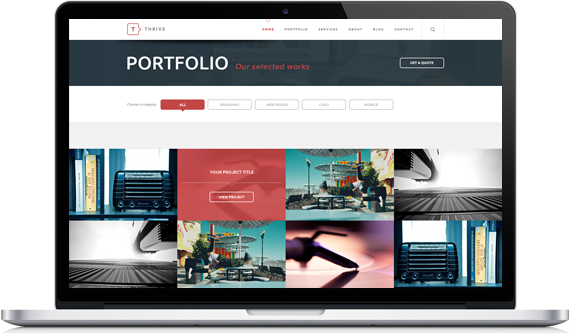 T THRIVE
HOME PORTFOLIO SERVICES ABOUT BLOG CONTACT
PORTFOLIO Our selected works
GET A QUOTE
Choose a category: ALL BRANDING WEB DESIGN LOGO MOBILE
YOUR PROJECT TITLE
VIEW PROJECT